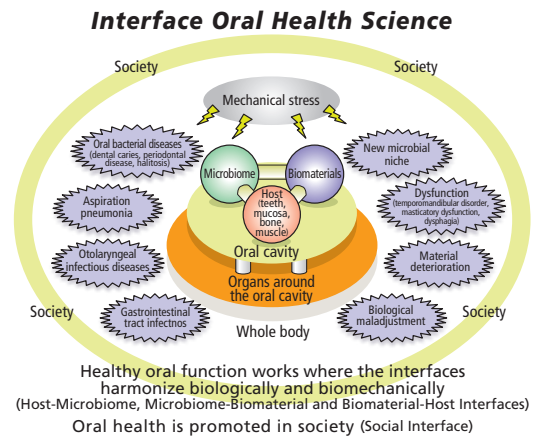 Interface Oral Health Science
Society
Society
Mechanical stress
Oral bacterial diseases
(dental caries, periodontal
disease, halitosis)
New microbial
niche
Microbiome
Biomaterials
Host
(teeth,
mucosa,
bone,
muscle)
Aspiration
pneumonia
Dysfunction
(temporomandibular disorder,
masticatory dysfunction,
dysphagia)
Oral cavity
Otolaryngeal
infectious diseases
Material
deterioration
Organs around
the oral cavity
Society
Society
Gastrointestinal
tract infectnos
Biological
maladjustment
Whole body
Healthy oral function works where the interfaces
harmonize biologically and biomechanically
(Host-Microbiome, Microbiome-Biomaterial and Biomaterial-Host Interfaces)
Oral health is promoted in society (Social Interface)